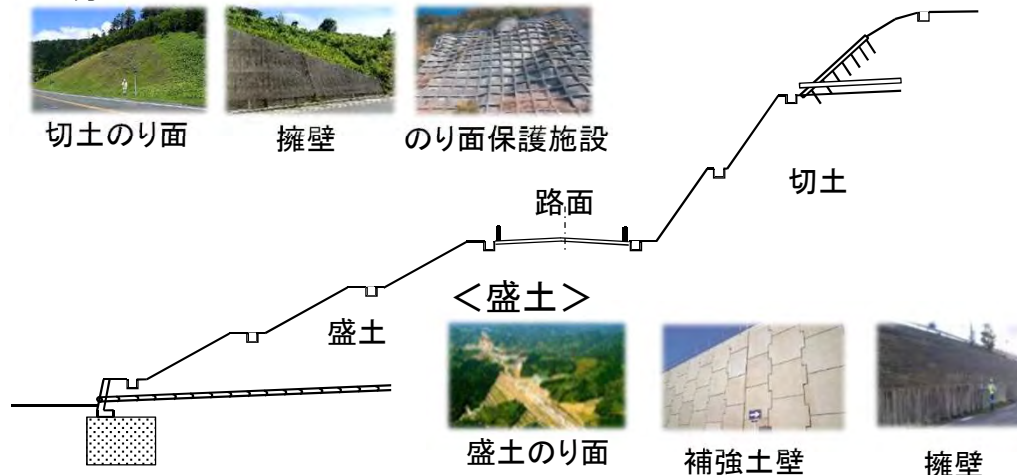 切土のり面
擁壁
のり面保護施設
切土
路面
＜盛土＞
盛土
盛土のり面
補強土壁
擁壁